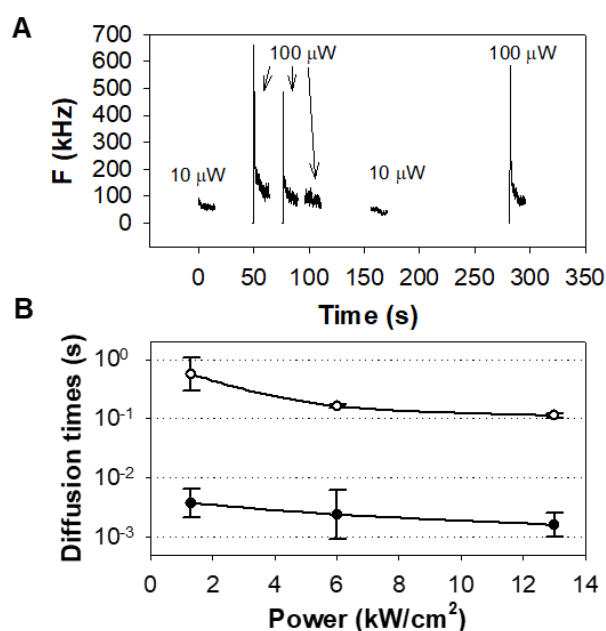 A
700
600
500
400
300
200
100
0
F (kHz)
10 μW
100 μW
10 μW
100 μW
0 50 100 150 200 250 300 350
Time (s)
B
10⁰
10⁻¹
10⁻²
10⁻³
Diffusion times (s)
0 2 4 6 8 10 12 14
Power (kW/cm²)